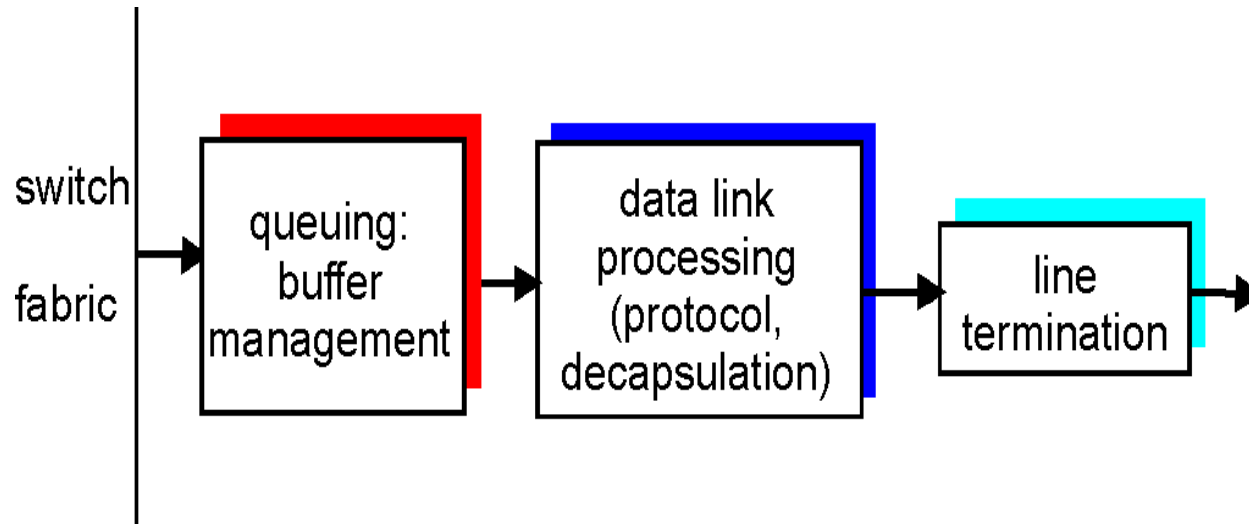 switch
fabric
queuing:
buffer
management
data link
processing
(protocol,
decapsulation)
line
termination